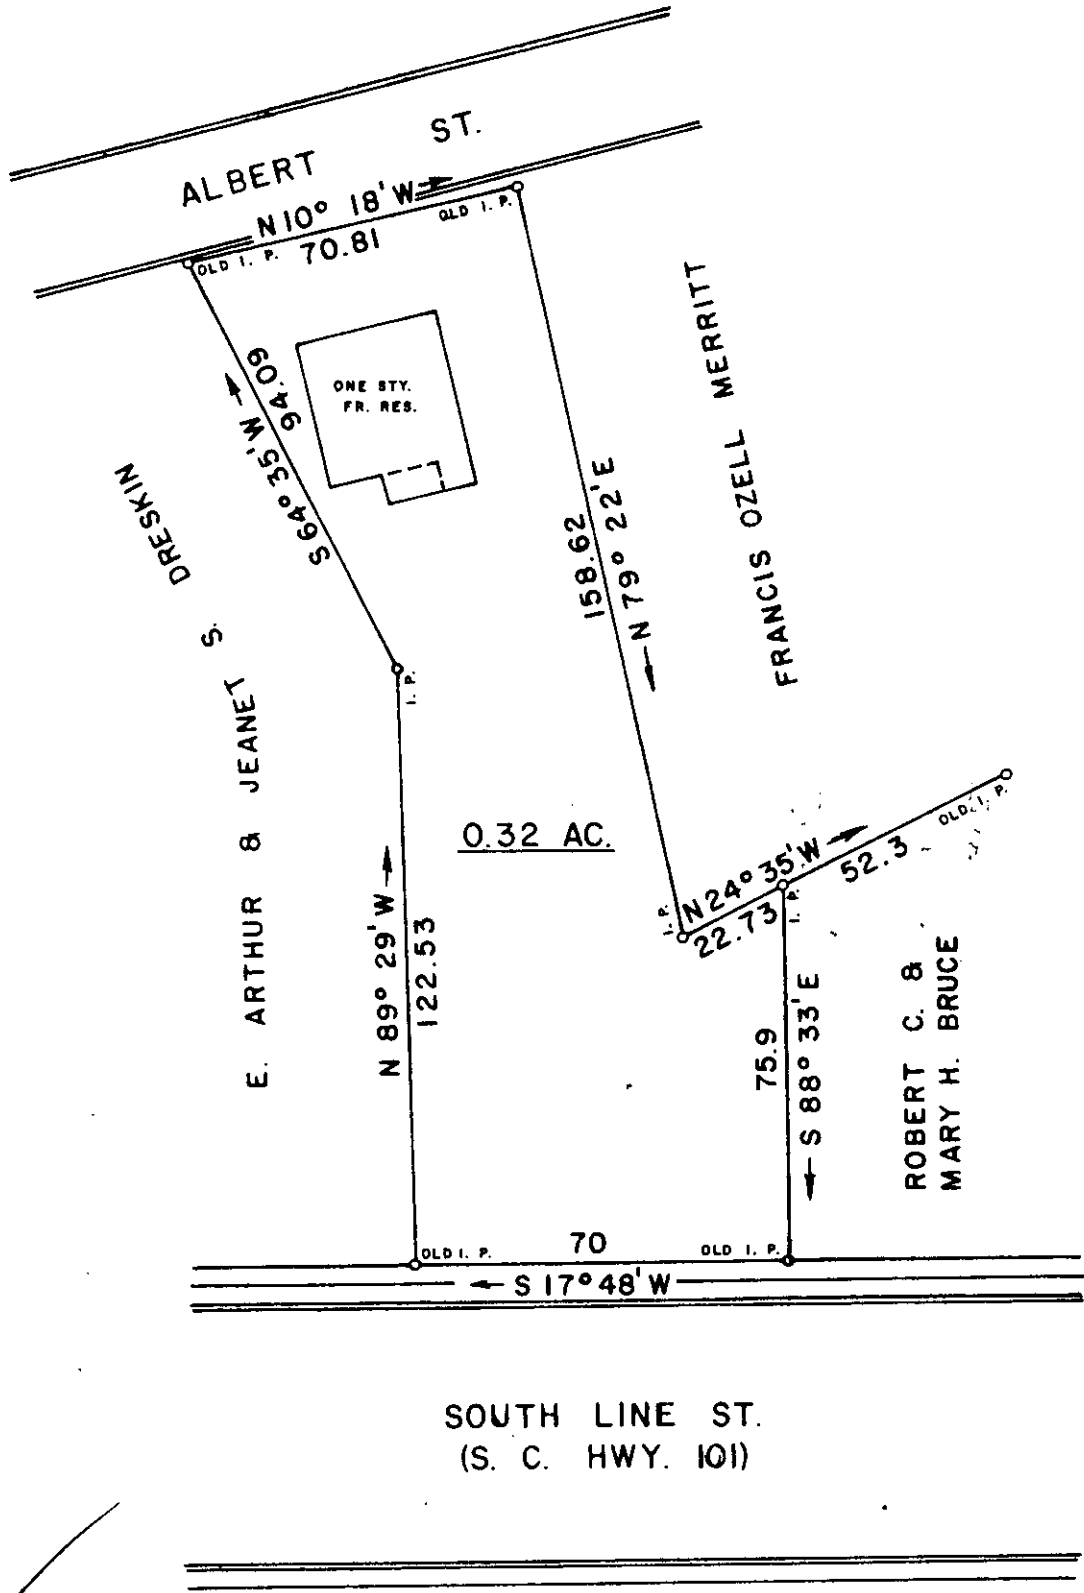 ALBERT ST.
N 10° 18' W
OLD I. P.
70.81
OLD I. P.
ONE STY.
FR. RES.
S 64° 35' W
94.09
158.62
N 79° 22' E
FRANCIS OZELL MERRITT
E. ARTHUR & JEANET S. DRESKIN
I. P.
0.32 AC.
N 89° 29' W
122.53
I. P.
N 24° 35' W
22.73
52.3
OLD I. P.
I. P.
75.9
S 88° 33' E
ROBERT C. &
MARY H. BRUCE
OLD I. P.
70
OLD I. P.
S 17° 48' W
SOUTH LINE ST.
(S. C. HWY. 101)